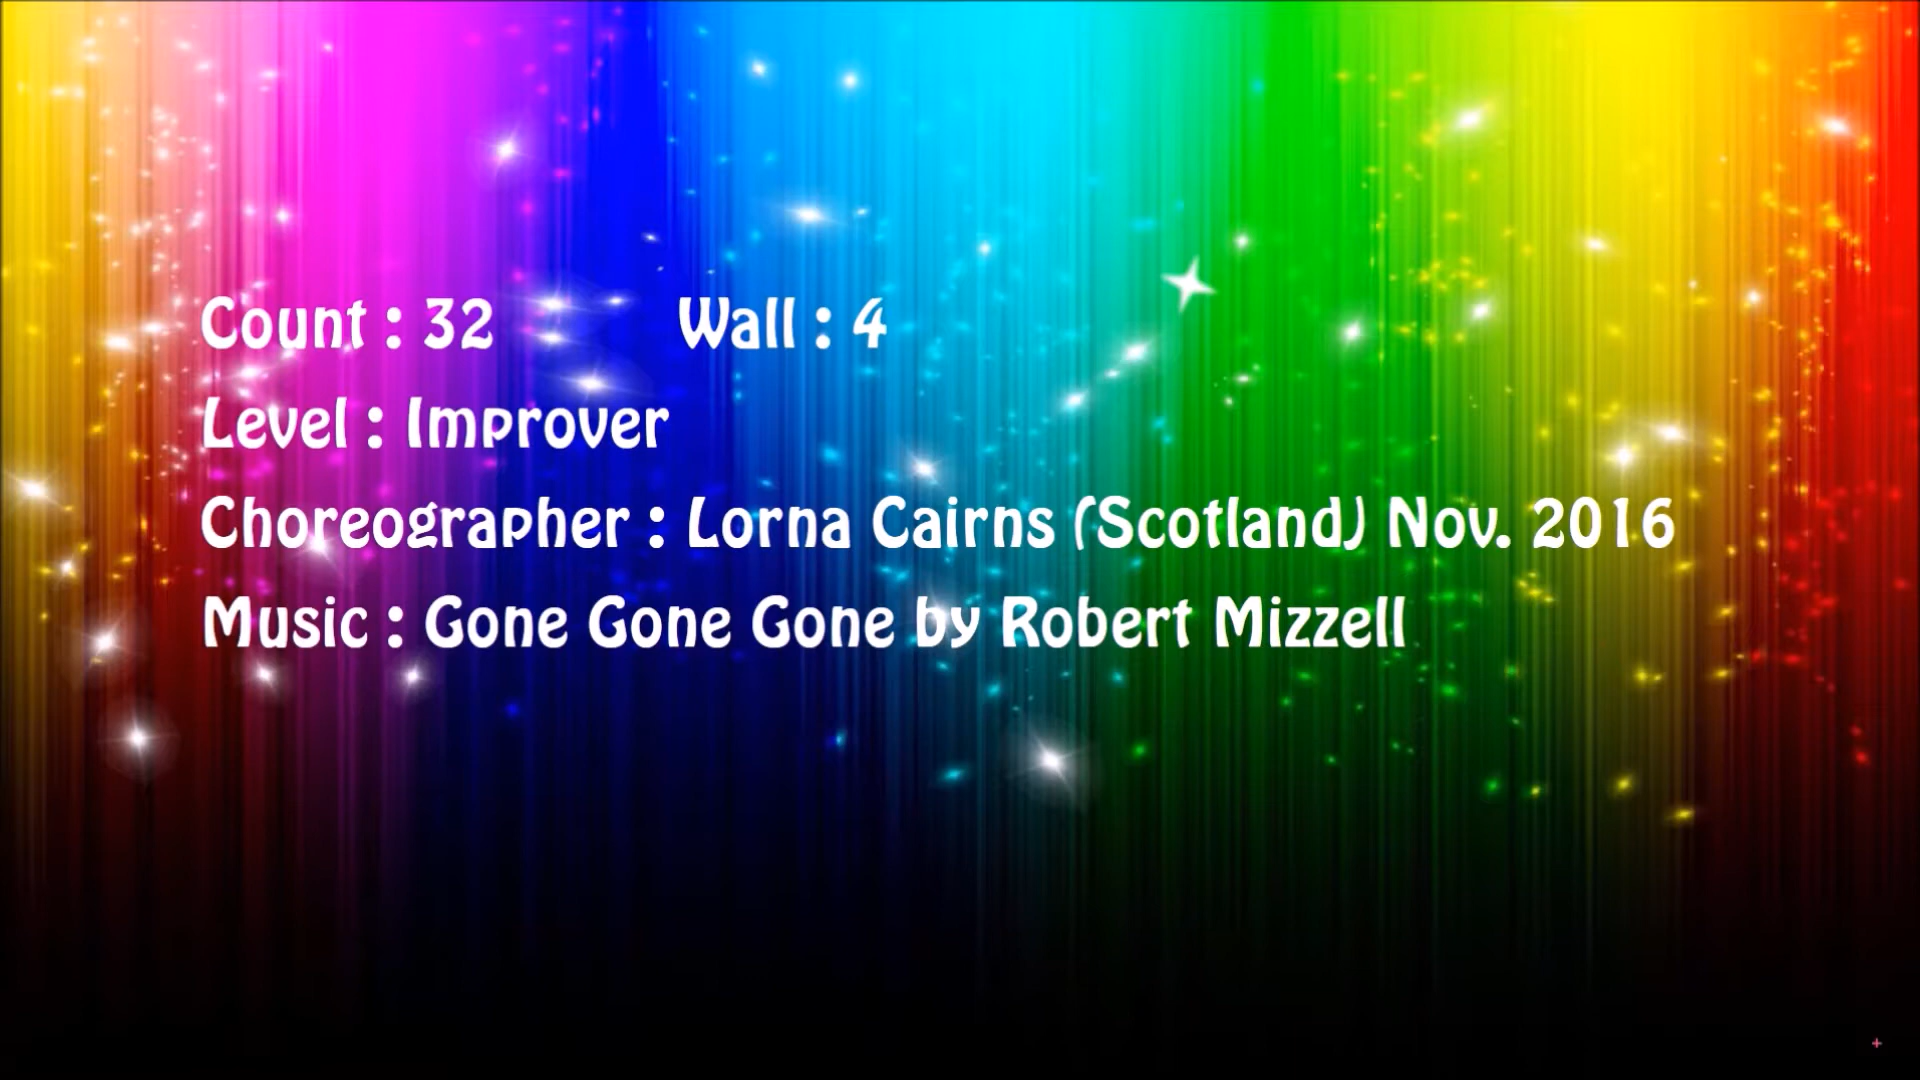 Count : 32 Wall : 4
Level : Improver
Choreographer : Lorna Cairns (Scotland) Nov. 2016
Music : Gone Gone Gone by Robert Mizzell